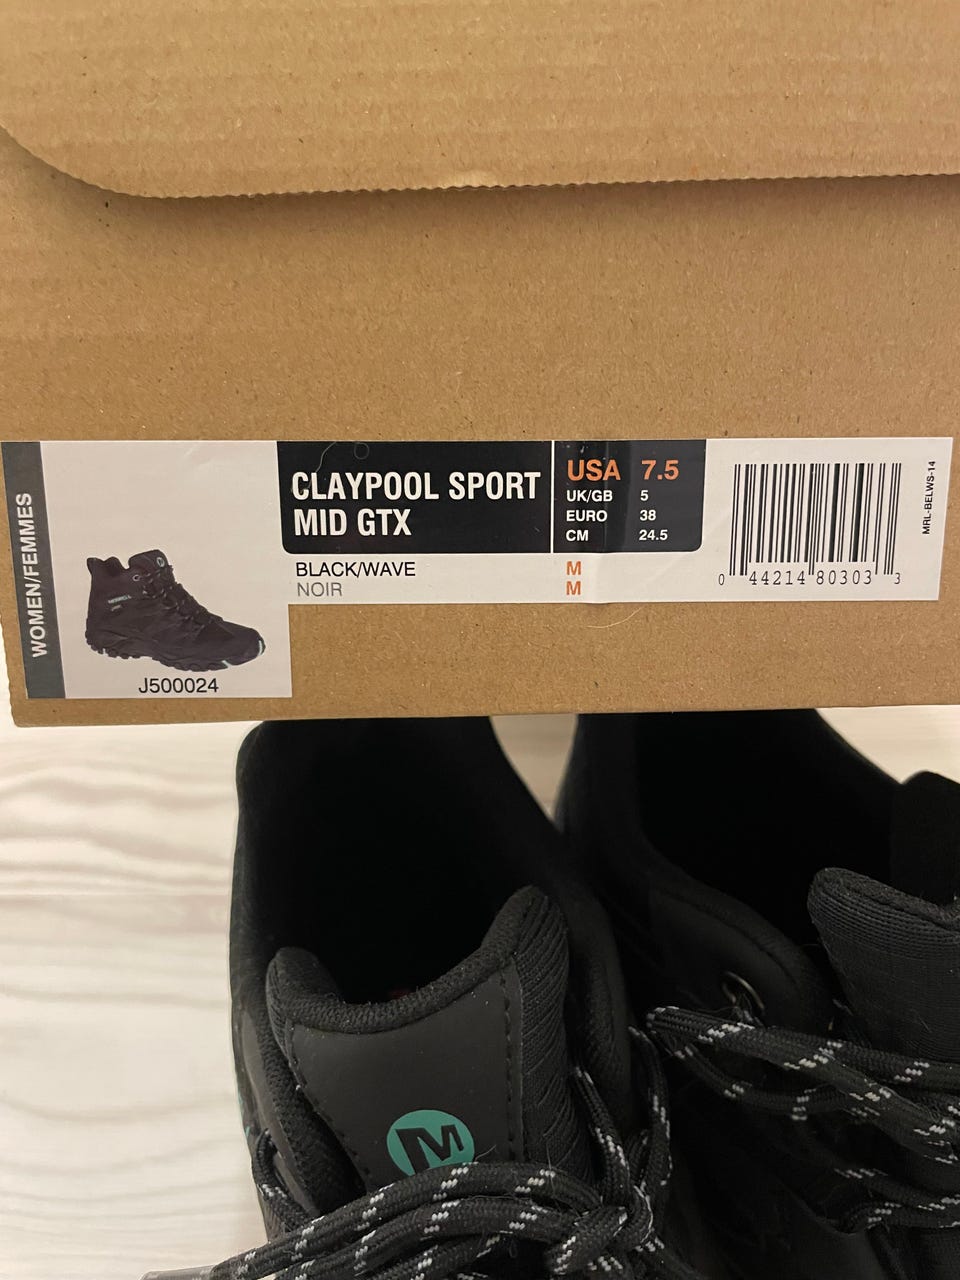 WOMEN/FEMMES
MERRELL
J500024
CLAYPOOL SPORT
MID GTX
BLACK/WAVE
NOIR
USA 7.5
UK/GB 5
EURO 38
CM 24.5
M
M
0 44214 80303 3
MRL-BELWS-14
M